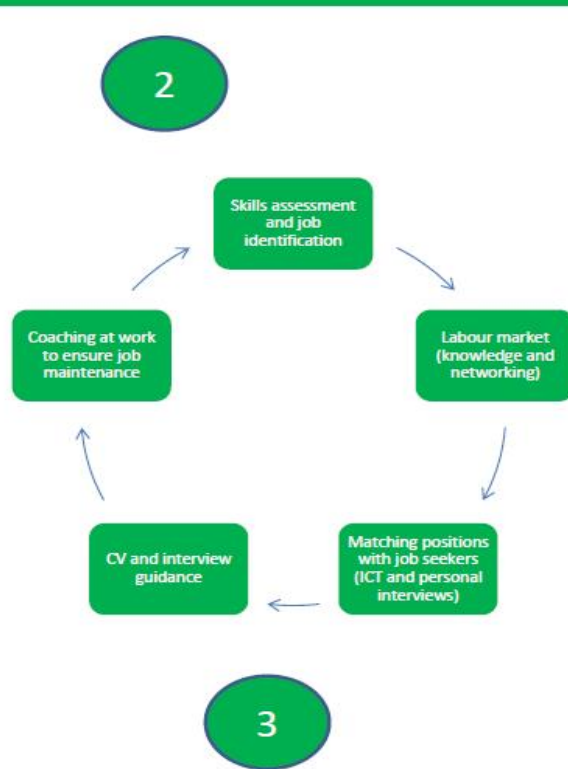 2
Skills assessment
and job
identification
Coaching at work
to ensure job
maintenance
Labour market
(knowledge and
networking)
CV and interview
guidance
Matching positions
with job seekers
(ICT and personal
interviews)
3